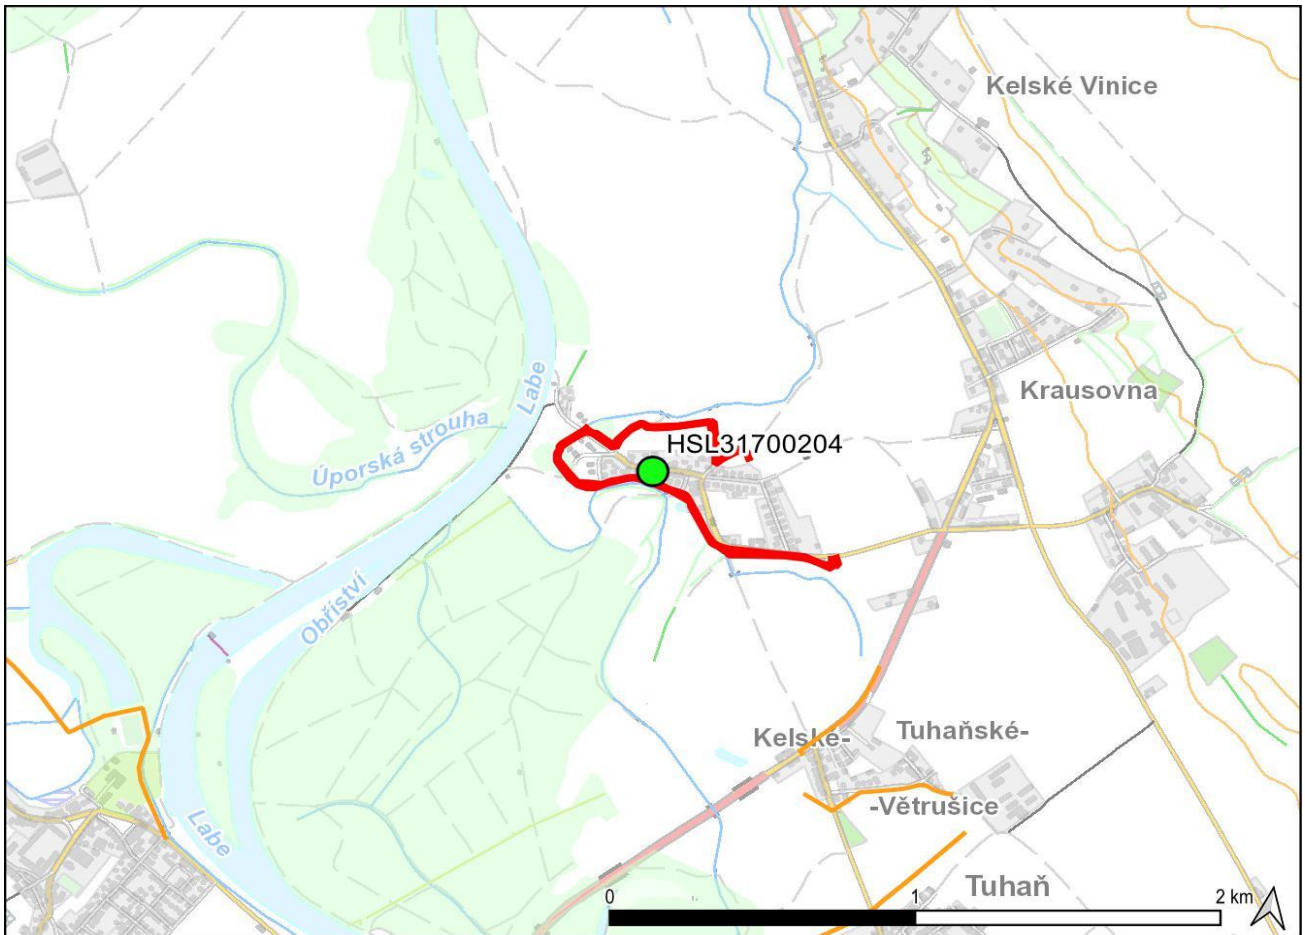 Kelské Vinice
Labe
Krausovna
Úporská strouha
HSL31700204
Obříství
Kelské-
Tuhaňské-
-Větrušice
Labe
Tuhaň
0 1 2 km